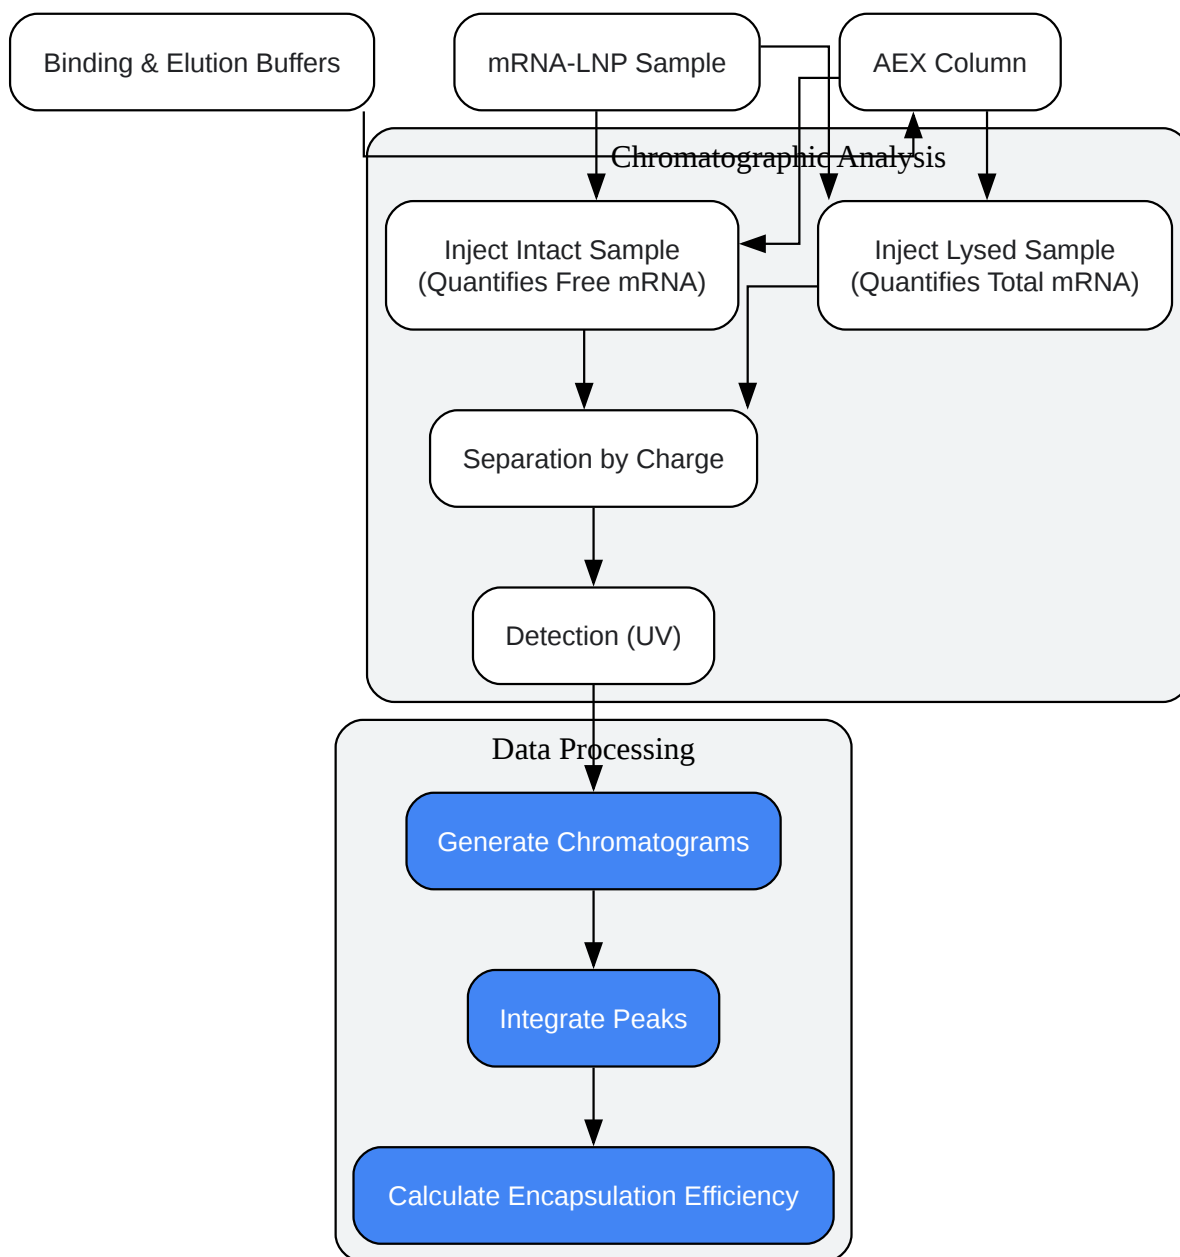 Binding & Elution Buffers
mRNA-LNP Sample
AEX Column
Chromatographic Analysis
Inject Intact Sample
(Quantifies Free mRNA)
Inject Lysed Sample
(Quantifies Total mRNA)
Separation by Charge
Detection (UV)
Data Processing
Generate Chromatograms
Integrate Peaks
Calculate Encapsulation Efficiency